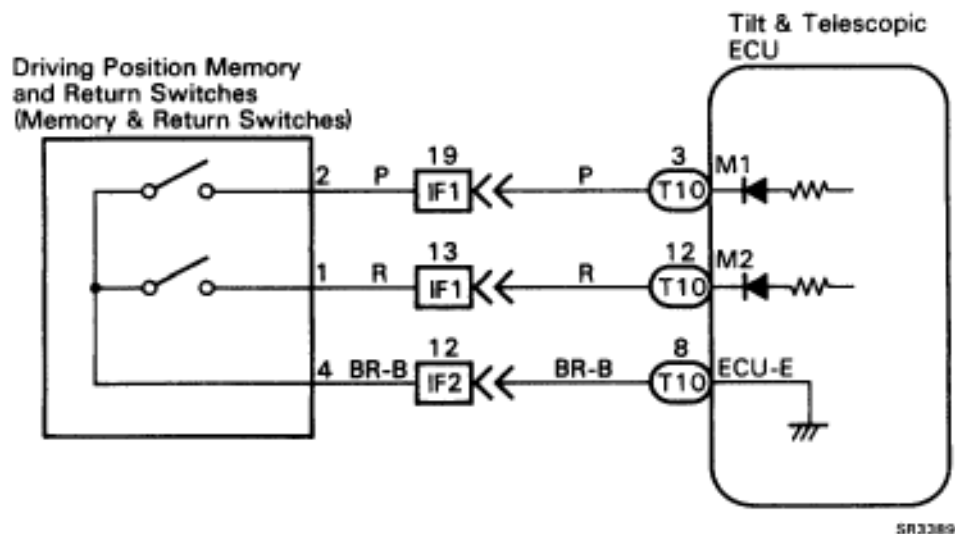 Tilt & Telescopic
ECU
Driving Position Memory
and Return Switches
(Memory & Return Switches)
2 P 19 IF1 P 3 T10 M1
1 R 13 IF1 R 12 T10 M2
4 BR-B 12 IF2 BR-B 8 T10 ECU-E
SR3389